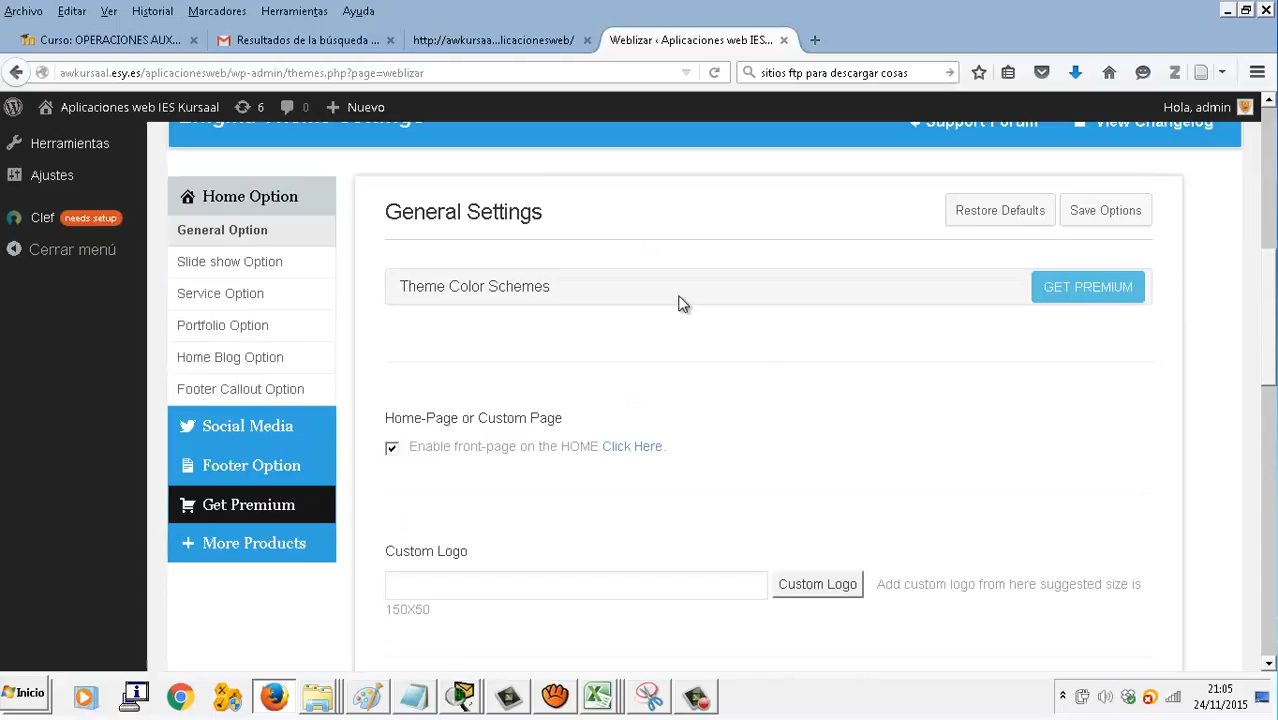 Archivo Editar Ver Historial Marcadores Herramientas Ayuda
Curso: OPERACIONES AUX...
Resultados de la búsqueda ...
http://awkursaa...licacionesweb/
Weblizar ‹ Aplicaciones web IES...
awkursaal.esy.es/aplicacionesweb/wp-admin/themes.php?page=weblizar
sitios ftp para descargar cosas
Aplicaciones web IES Kursaal 6 0 Nuevo
Hola, admin
Enigma Theme Settings
Support Forum
View Changelog
Herramientas
Ajustes
Clef needs setup
Cerrar menú
Home Option
General Option
Slide show Option
Service Option
Portfolio Option
Home Blog Option
Footer Callout Option
Social Media
Footer Option
Get Premium
More Products
General Settings
Restore Defaults
Save Options
Theme Color Schemes
GET PREMIUM
Home-Page or Custom Page
Enable front-page on the HOME Click Here.
Custom Logo
Custom Logo
Add custom logo from here suggested size is
150X50
Inicio
21:05
24/11/2015